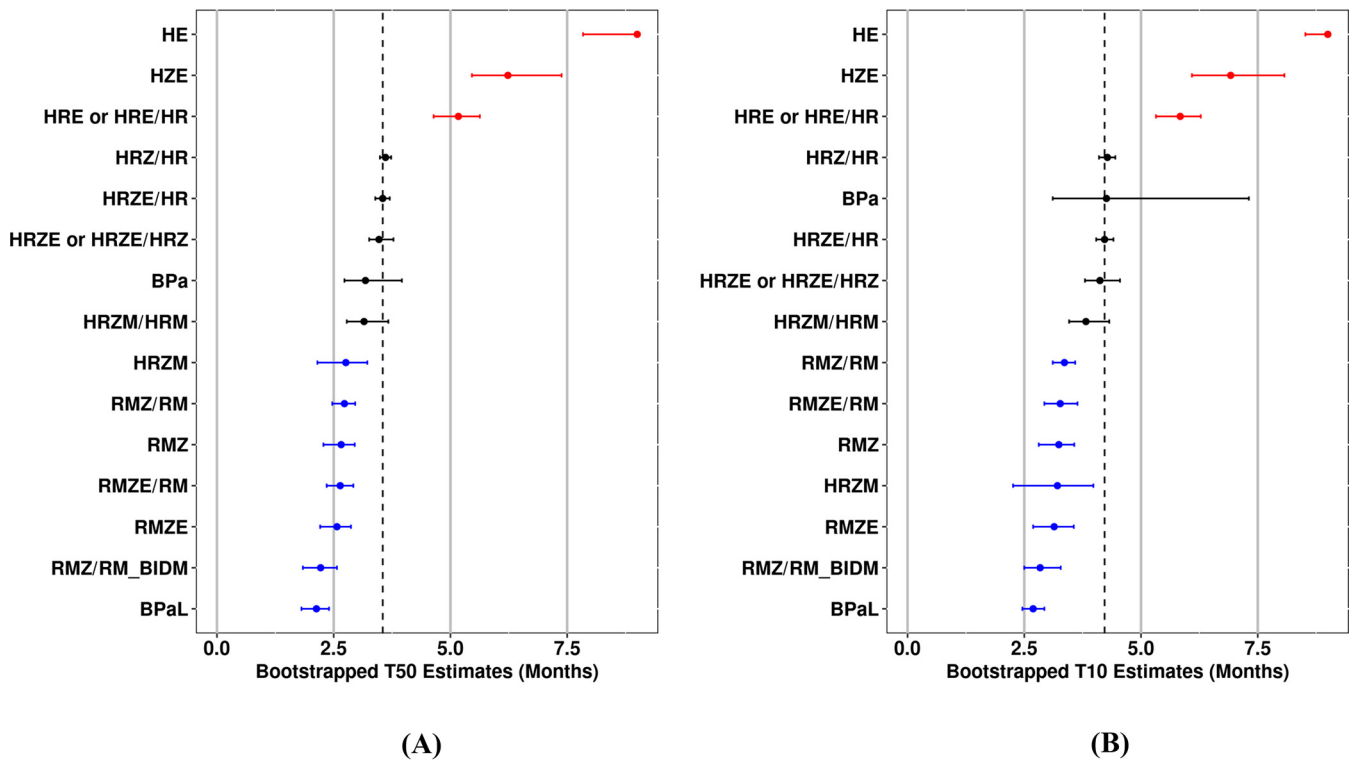 HE
HZE
HRE or HRE/HR
HRZ/HR
HRZE/HR
HRZE or HRZE/HRZ
BPa
HRZM/HRM
HRZM
RMZ/RM
RMZ
RMZE/RM
RMZE
RMZ/RM_BIDM
BPaL
0.0 2.5 5.0 7.5
Bootstrapped T50 Estimates (Months)
(A)
HE
HZE
HRE or HRE/HR
HRZ/HR
BPa
HRZE/HR
HRZE or HRZE/HRZ
HRZM/HRM
RMZ/RM
RMZE/RM
RMZ
HRZM
RMZE
RMZ/RM_BIDM
BPaL
0.0 2.5 5.0 7.5
Bootstrapped T10 Estimates (Months)
(B)